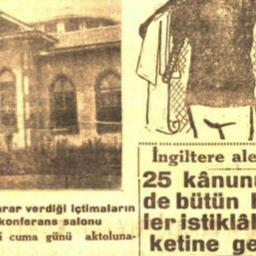 rar verdiği içtimaların
konferans salonu
i cuma günü aktoluna-
İngiltere ale
25 kânunu
de bütün
ler istiklâl
ketine ge